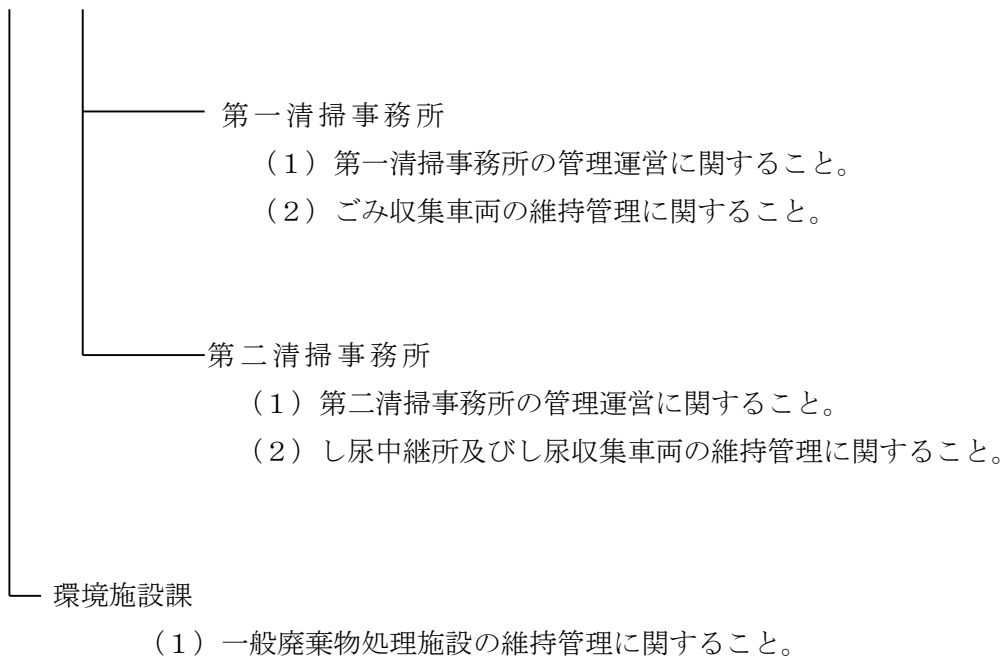 第一清掃事務所
（１）第一清掃事務所の管理運営に関すること。
（２）ごみ収集車両の維持管理に関すること。
第二清掃事務所
（１）第二清掃事務所の管理運営に関すること。
（２）し尿中継所及びし尿収集車両の維持管理に関すること。
環境施設課
（１）一般廃棄物処理施設の維持管理に関すること。